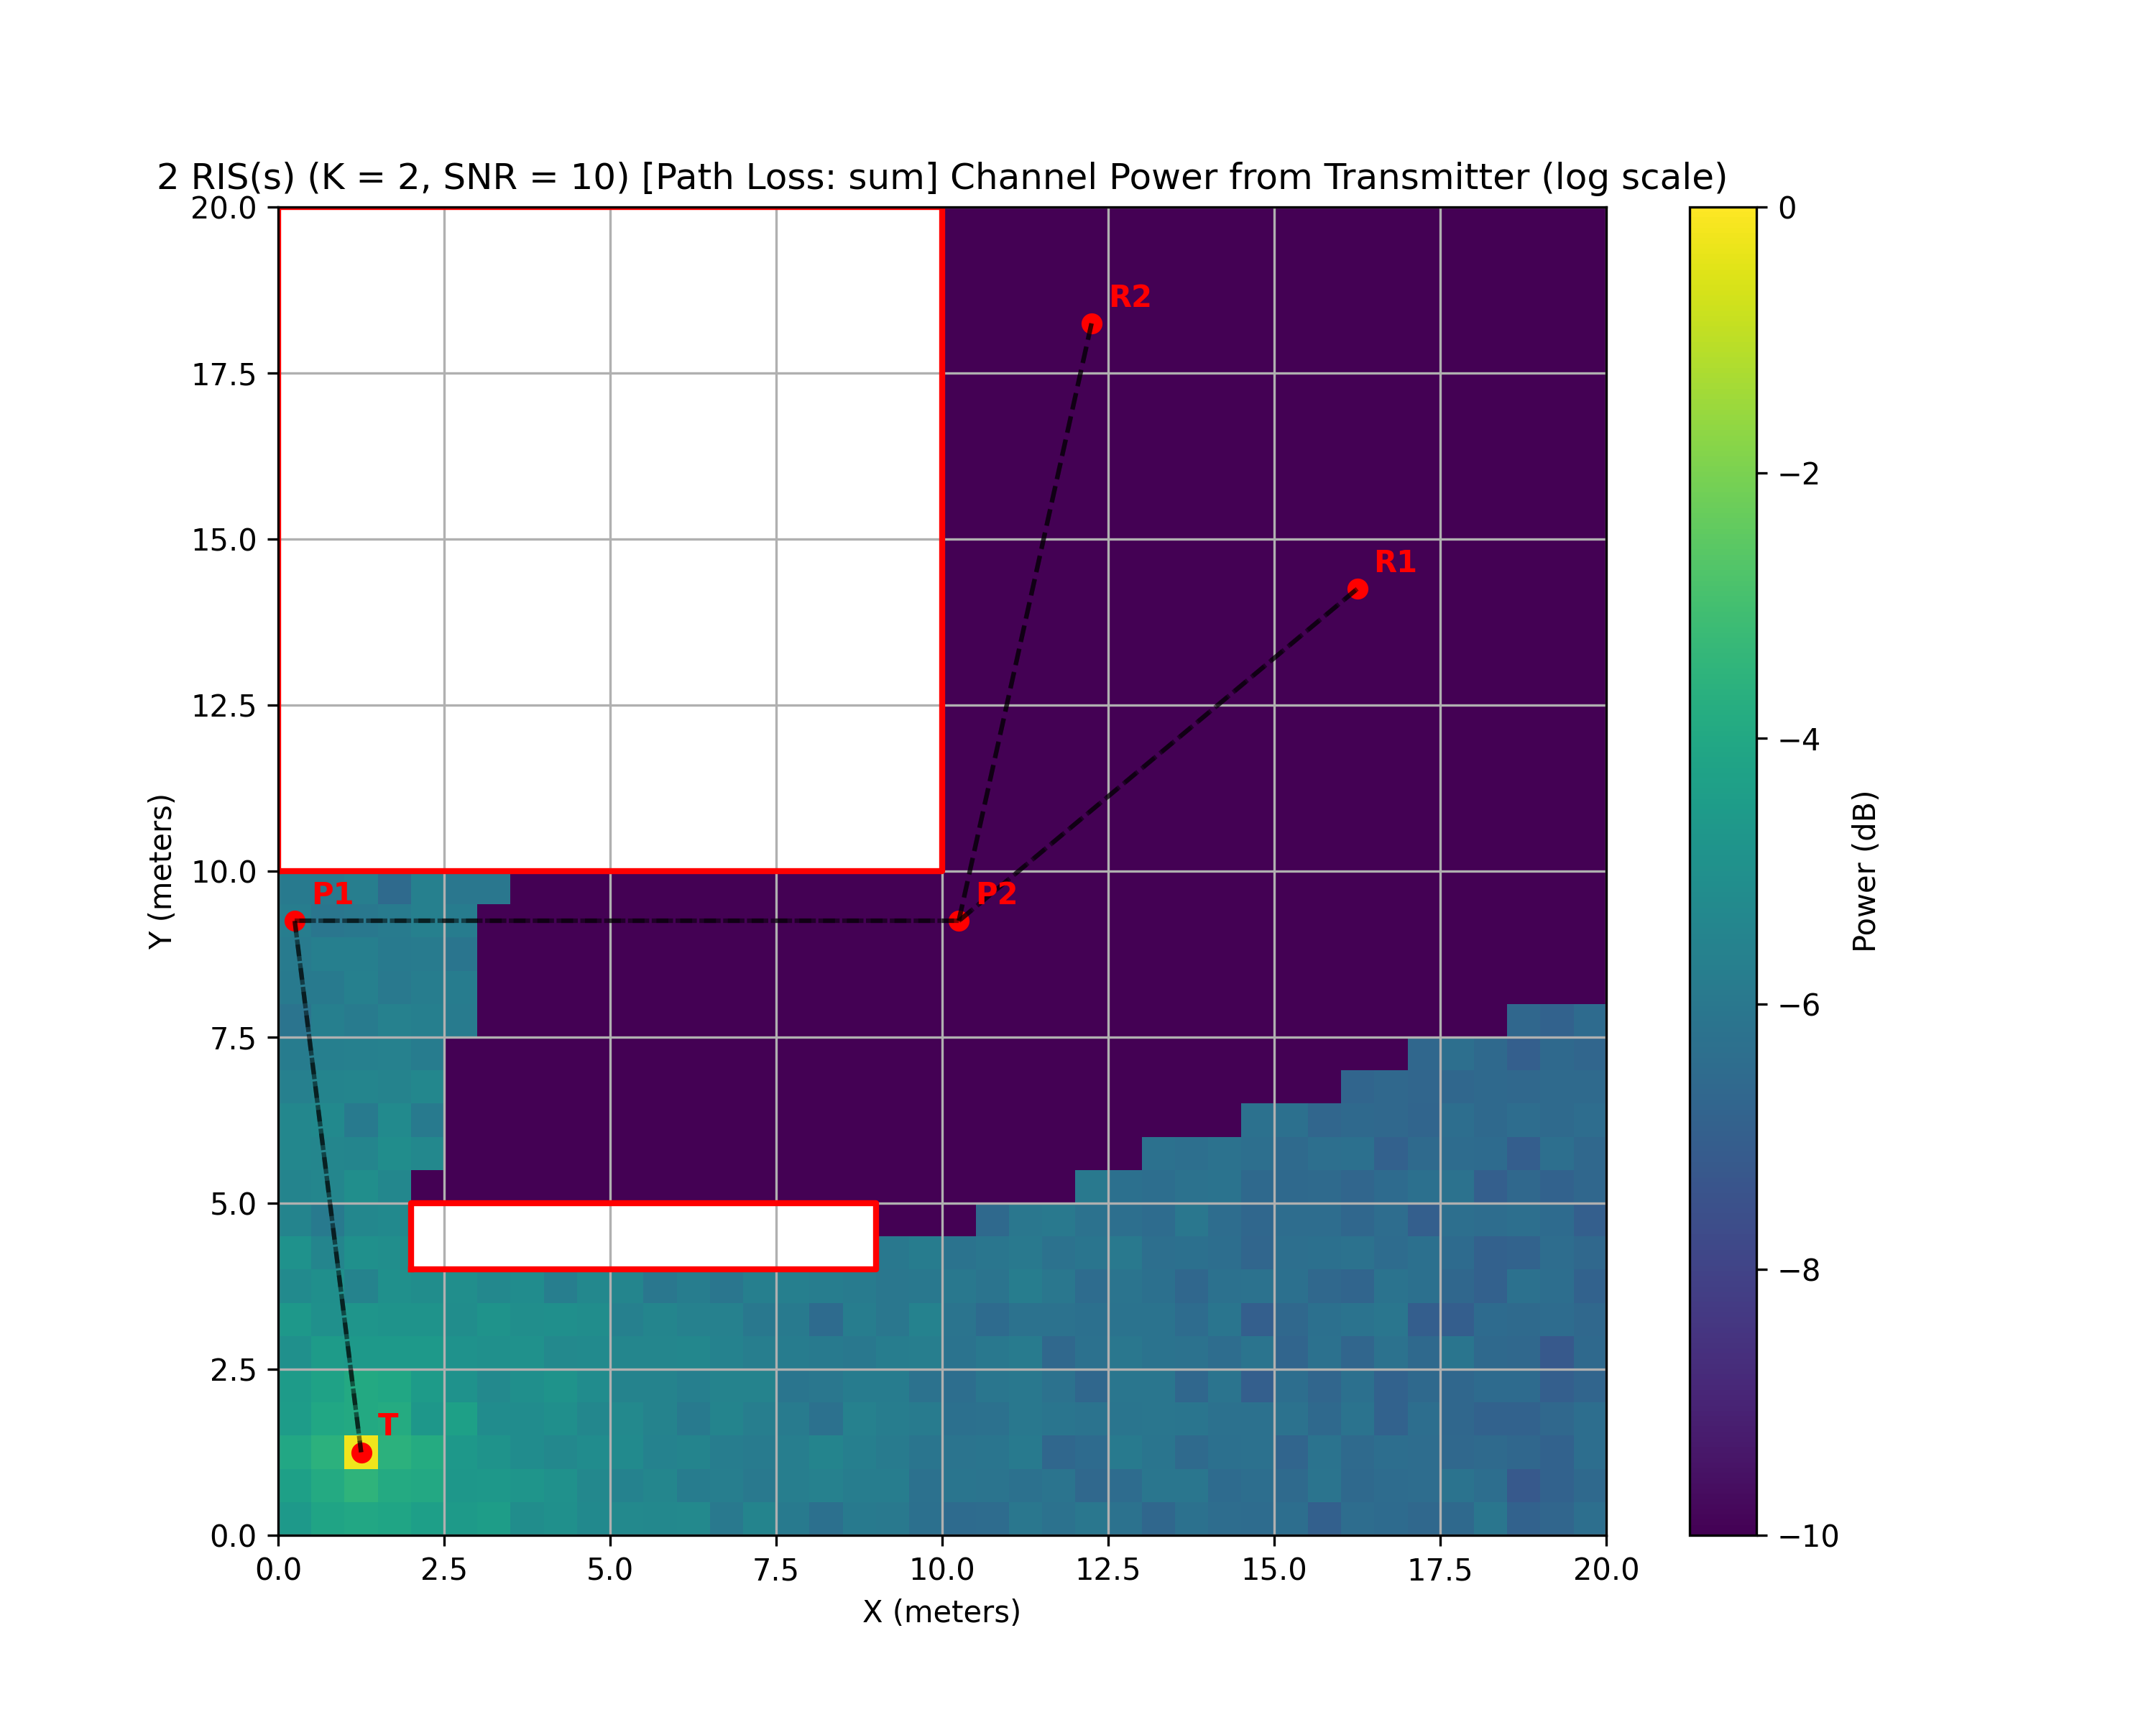 2 RIS(s) (K = 2, SNR = 10) [Path Loss: sum] Channel Power from Transmitter (log scale)
20.0
17.5
15.0
12.5
10.0
7.5
5.0
2.5
0.0
Y (meters)
R2
R1
P1
P2
T
0.0 2.5 5.0 7.5 10.0 12.5 15.0 17.5 20.0
X (meters)
0
−2
−4
−6
−8
−10
Power (dB)